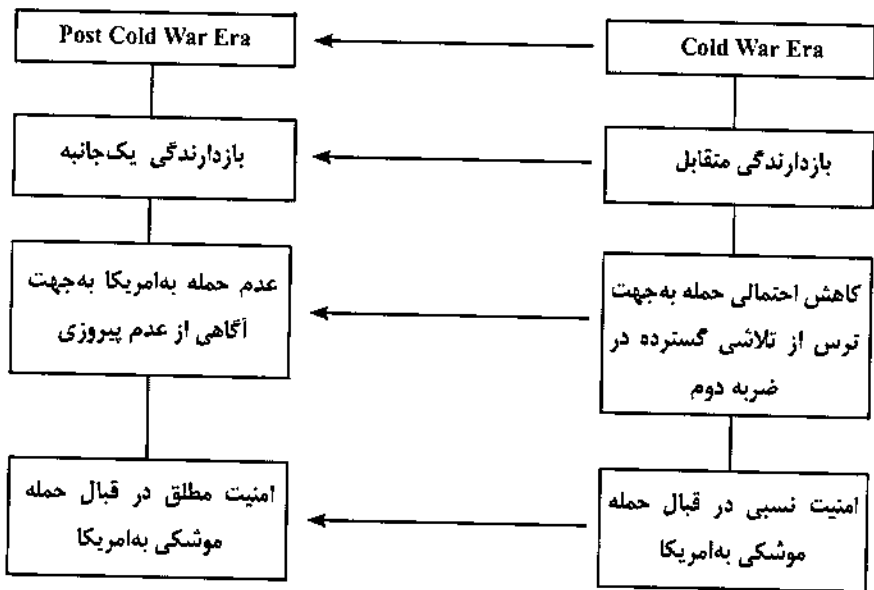 Cold War Era
Post Cold War Era
بازدارندگی متقابل
بازدارندگی یک‌جانبه
کاهش احتمالی حمله به‌جهت
ترس از تلاشی گسترده در
ضربه دوم
عدم حمله به‌امریکا به‌جهت
آگاهی از عدم پیروزی
امنیت نسبی در قبال حمله
موشکی به‌امریکا
امنیت مطلق در قبال حمله
موشکی به‌امریکا